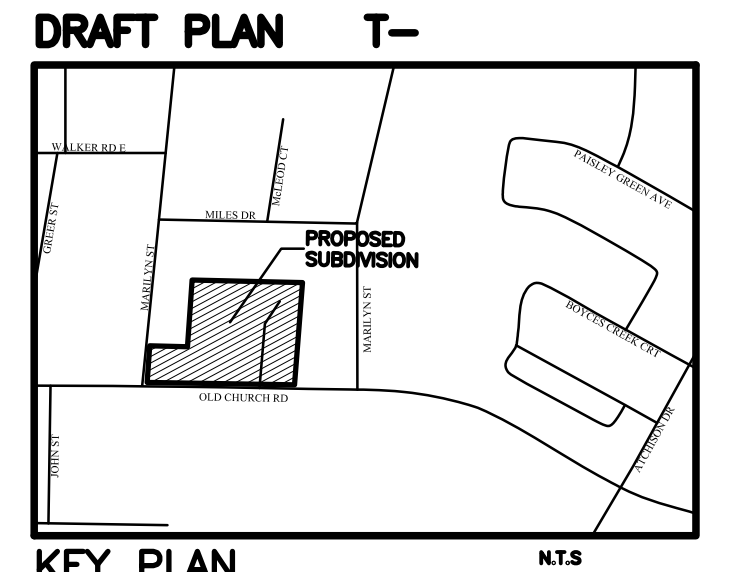 DRAFT PLAN T-
WALKER RD E
McLEOD CT
PAISLEY GREEN AVE
GREER ST
MILES DR
PROPOSED
SUBDIVISION
MARILYN ST
MARILYN ST
BOYCES CREEK CRT
OLD CHURCH RD
ATCHISON DR
JOHN ST
KEY PLAN
N.T.S